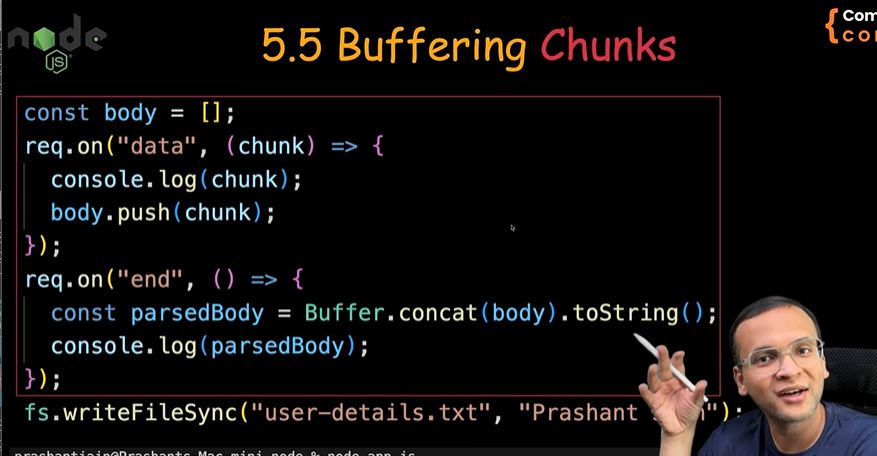 node
JS
5.5 Buffering Chunks
{ Com
co
const body = [];
req.on("data", (chunk) => {
  console.log(chunk);
  body.push(chunk);
});
req.on("end", () => {
  const parsedBody = Buffer.concat(body).toString();
  console.log(parsedBody);
});
fs.writeFileSync("user-details.txt", "Prashant
prashantjain@Prashants-Mac-mini node % node app.js